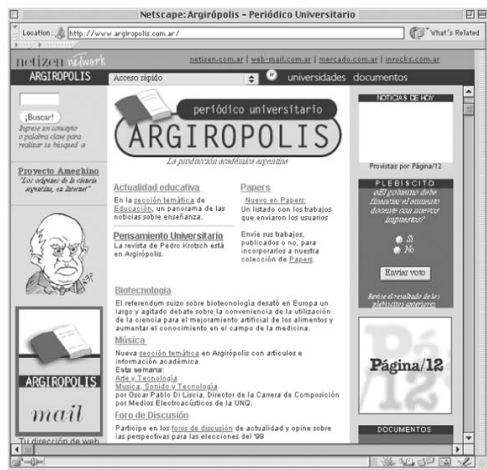 Netscape: Argirópolis – Periódico Universitario
Location: http://www.argiropolis.com.ar/
What's Related
netizen network
netizen.com.ar | web-mail.com.ar | mercado.com.ar | inrocks.com.ar
ARGIROPOLIS
Acceso rápido
ir
universidades documentos
¡Buscar!
Ingrese un concepto
o palabra clave para
realizar su búsqued a
Proyecto Ameghino
"Los orígenes de la ciencia
argentina, en Internet"
ARGIROPOLIS
mail
Tu dirección de web
periódico universitario
ARGIROPOLIS
La producción académica argentina
Actualidad educativa
En la sección temática de
Educación, un panorama de las
noticias sobre enseñanza.
Pensamiento Universitario
La revista de Pedro Krotsch está
en Argirópolis.
Papers
Nuevo en Papers:
Un listado con los trabajos
que enviaron los usuarios
Envíe sus trabajos,
publicados o no, para
incorporarlos a nuestra
colección de Papers.
Biotecnología
El referendum suizo sobre biotecnología desató en Europa un
largo y agitado debate sobre la conveniencia de la utilización
de la ciencia para el mejoramiento artificial de los alimentos y
aumentar el conocimiento en el campo de la medicina.
Música
Nueva sección temática en Argirópolis con artículos e
información académica.
Esta semana:
Arte y Tecnología
Musica, Sonido y Tecnología
por Oscar Pablo Di Liscia, Director de la Carrera de Composición
por Medios Electroacústicos de la UNQ.
Foro de Discusión
Participe en los foros de discusión de actualidad y opine sobre
las perspectivas para las elecciones del '99
NOTICIAS DE HOY
Provistas por Página/12
PLEBISCITO
¿El gobierno debe
financiar el aumento
docente con nuevos
impuestos?
Si
No
Enviar voto
Revise el resultado de los
plebiscitos anteriores
Página/12
DOCUMENTOS